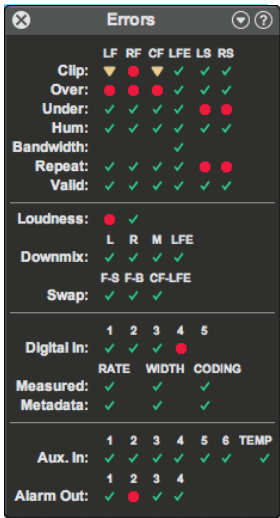 Errors ?
LF RF CF LFE LS RS
Clip:
Over:
Under:
Hum:
Bandwidth:
Repeat:
Valid:
Loudness:
L R M LFE
Downmix:
F-S F-B CF-LFE
Swap:
1 2 3 4 5
Digital In:
RATE WIDTH CODING
Measured:
Metadata:
1 2 3 4 5 6 TEMP
Aux. In:
1 2 3 4
Alarm Out: